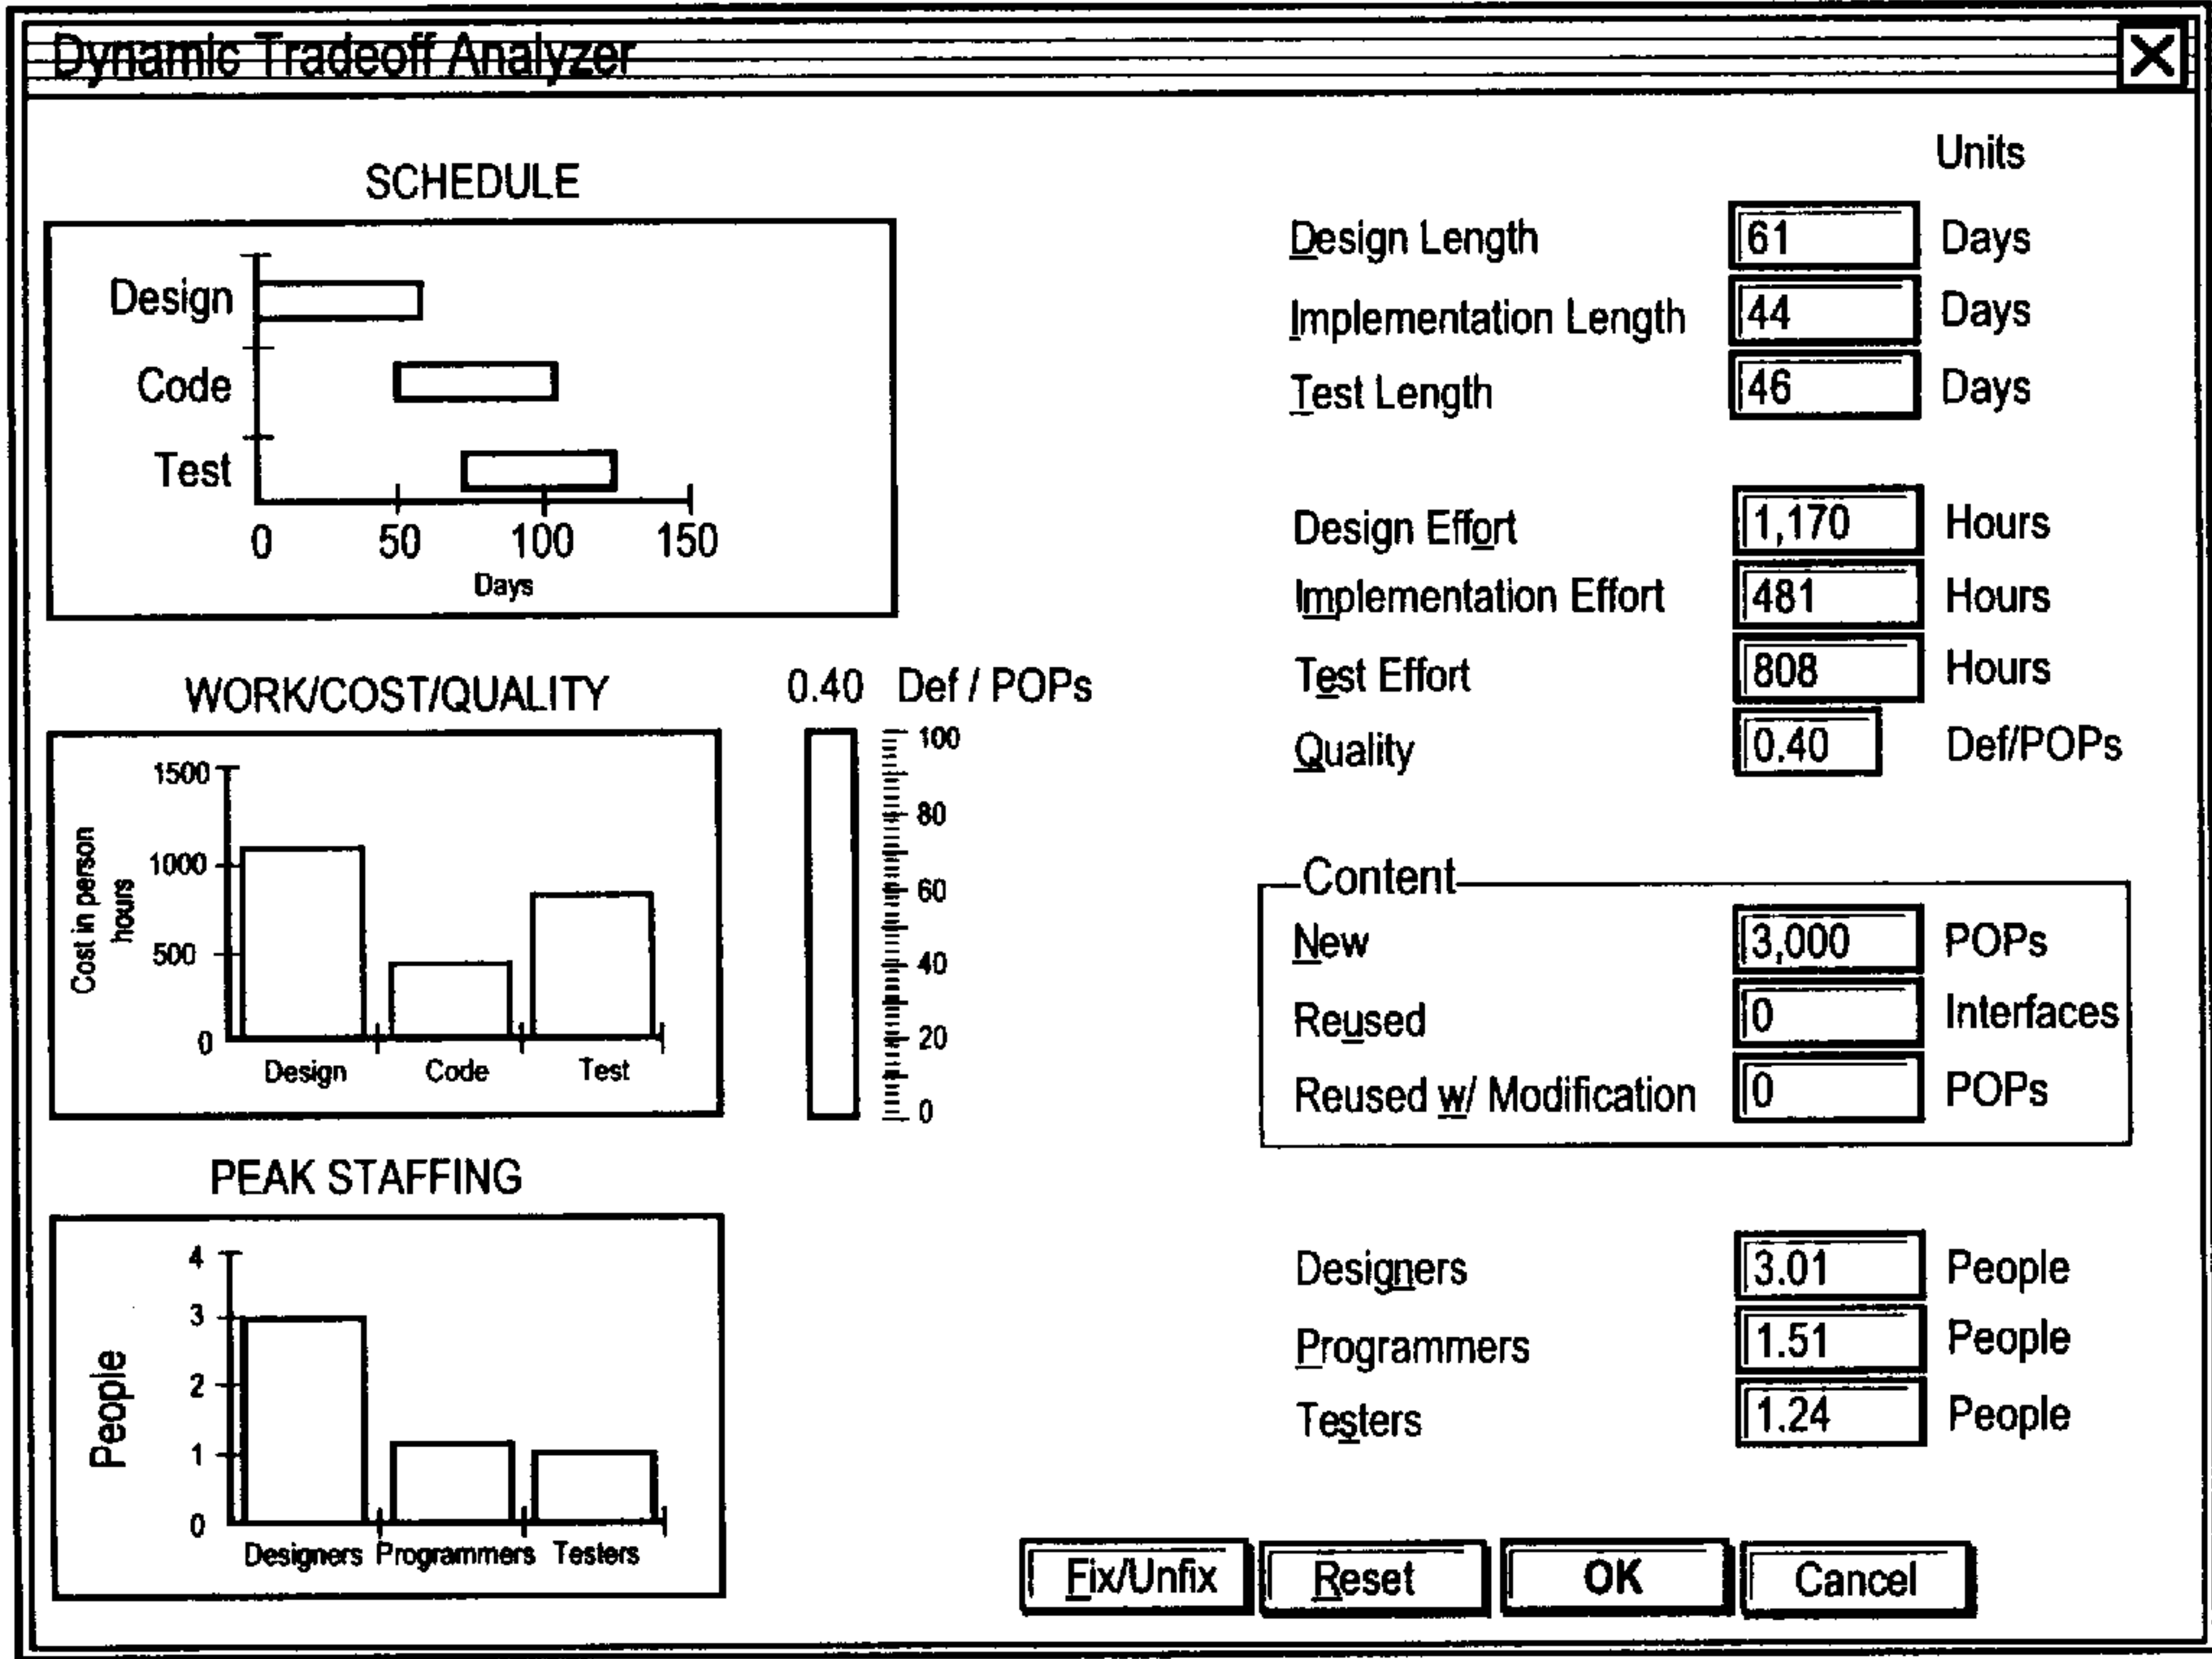 Dynamic Tradeoff Analyzer
SCHEDULE
Design
Code
Test
0 50 100 150
Days
WORK/COST/QUALITY
1500
1000
500
0
Cost in person
hours
Design Code Test
0.40 Def / POPs
100
80
60
40
20
0
PEAK STAFFING
4
3
2
1
0
People
Designers Programmers Testers
Units
Design Length 61 Days
Implementation Length 44 Days
Test Length 46 Days
Design Effort 1,170 Hours
Implementation Effort 481 Hours
Test Effort 808 Hours
Quality 0.40 Def/POPs
Content
New 3,000 POPs
Reused 0 Interfaces
Reused w/ Modification 0 POPs
Designers 3.01 People
Programmers 1.51 People
Testers 1.24 People
Fix/Unfix Reset OK Cancel